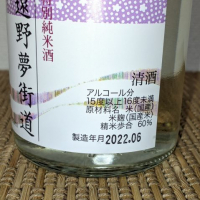 特別純米酒
遠野夢街道
清酒
アルコール分
15度以上16度未満
原材料名 米(国産)
米麹(国産米)
精米歩合 60%
製造年月 2022.06